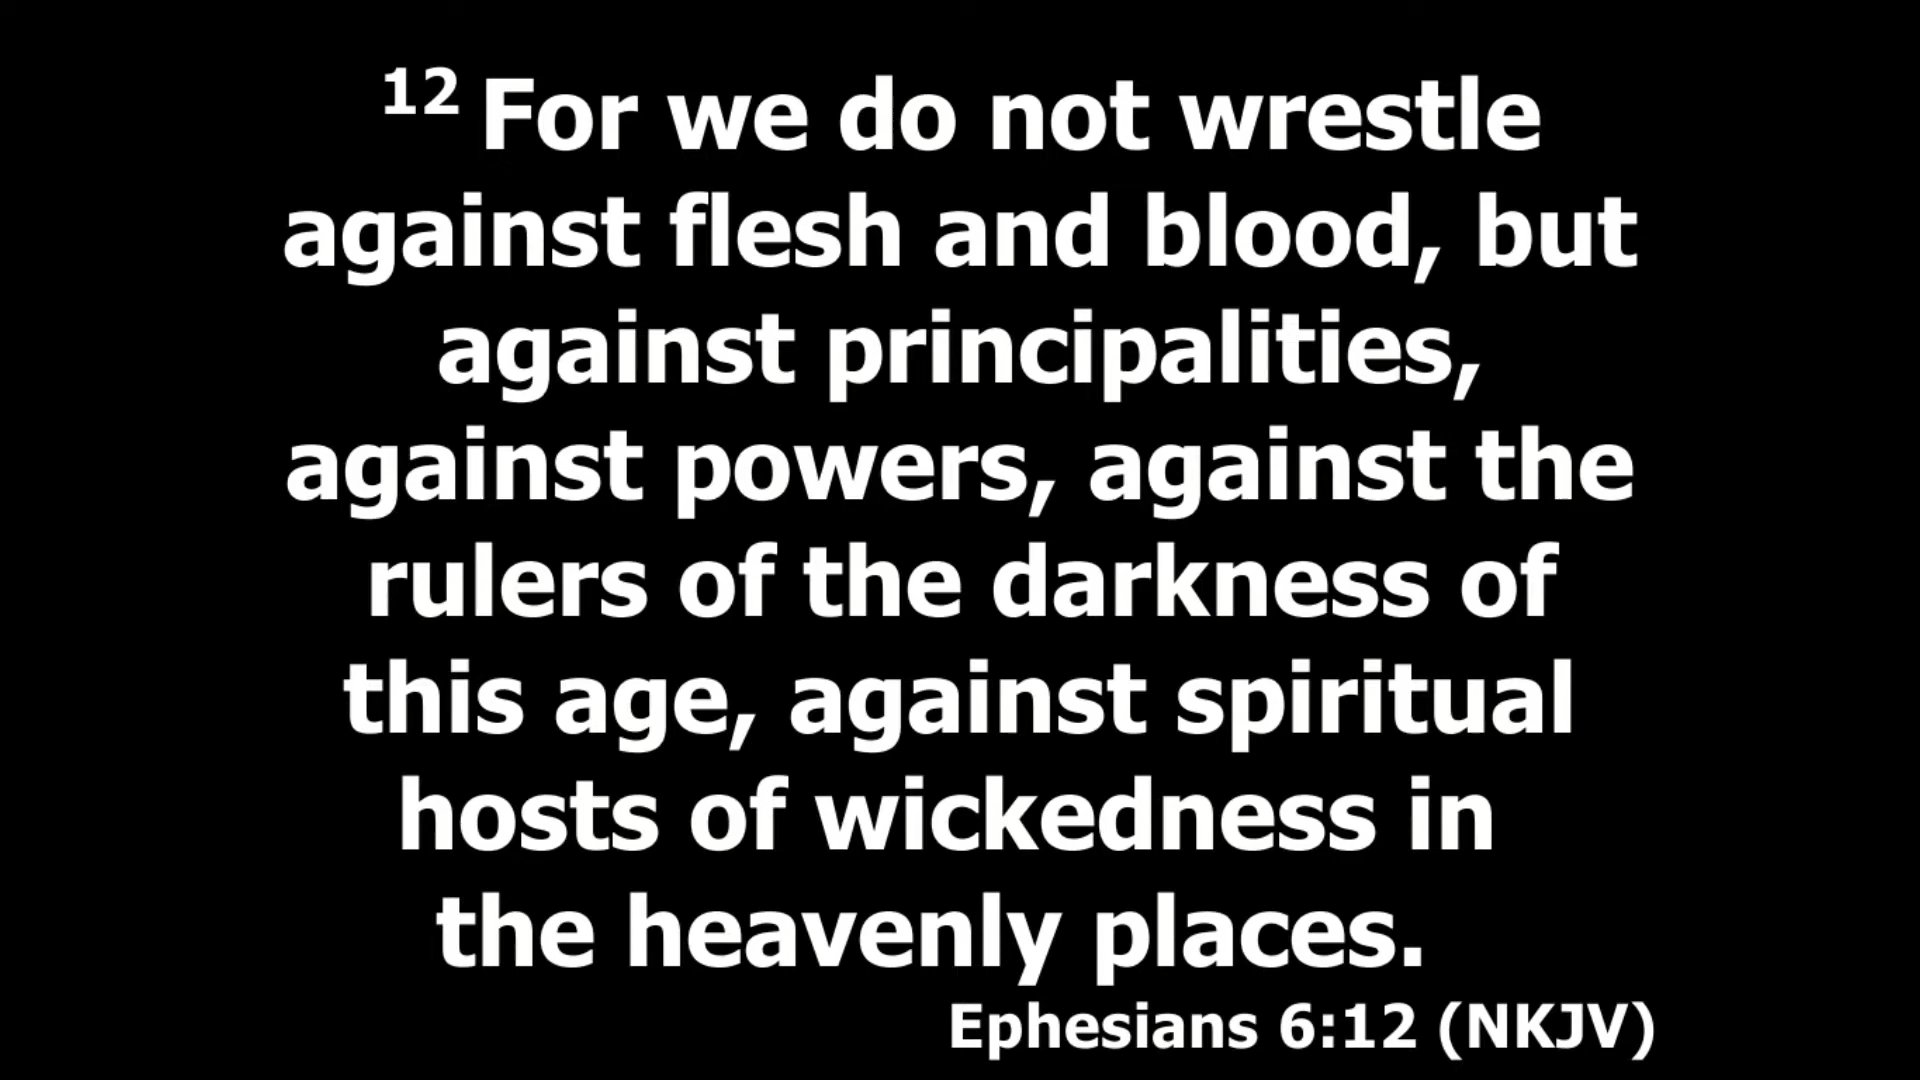 12 For we do not wrestle
against flesh and blood, but
against principalities,
against powers, against the
rulers of the darkness of
this age, against spiritual
hosts of wickedness in
the heavenly places.
Ephesians 6:12 (NKJV)